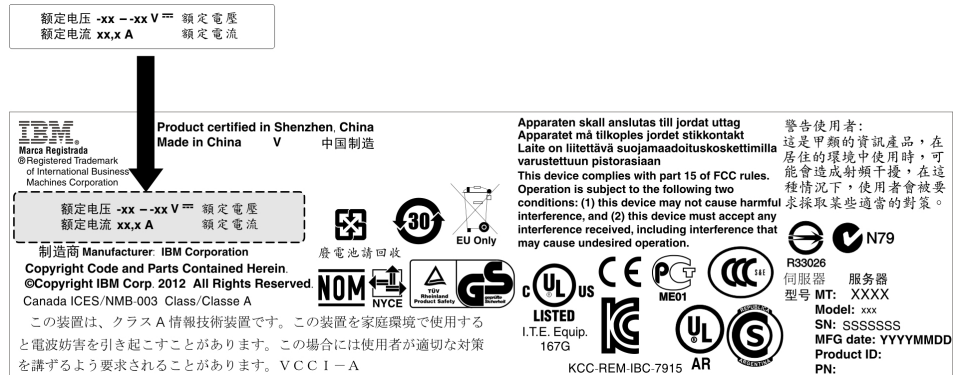 额定电压 -xx – -xx V 額定電壓
额定电流 xx,x A 額定電流
IBM®
Marca Registrada
® Registered Trademark
of International Business
Machines Corporation
Product certified in Shenzhen, China
Made in China V 中国制造
额定电压 -xx – -xx V 額定電壓
额定电流 xx,x A 額定電流
制造商 Manufacturer: IBM Corporation
Copyright Code and Parts Contained Herein.
©Copyright IBM Corp. 2012 All Rights Reserved.
Canada ICES/NMB-003 Class/Classe A
この装置は、クラス A 情報技術装置です。この装置を家庭環境で使用する
と電波妨害を引き起こすことがあります。この場合には使用者が適切な対策
を講ずるよう要求されることがあります。ＶＣＣＩ－Ａ
廢電池請回收
30
EU Only
NOM
NYCE
TÜV
Rheinland
Product Safety
GS
geprüfte
Sicherheit
Apparaten skall anslutas till jordat uttag
Apparatet må tilkoples jordet stikkontakt
Laite on liitettävä suojamaadoituskoskettimilla
varustettuun pistorasiaan
This device complies with part 15 of FCC rules.
Operation is subject to the following two
conditions: (1) this device may not cause harmful
interference, and (2) this device must accept any
interference received, including interference that
may cause undesired operation.
C UL US
LISTED
I.T.E. Equip.
167G
CE
PCT
ME01
CCC S&E
KCC-REM-IBC-7915
UL
AR
REPUBLICA
S
ARGENTINA
警告使用者:
這是甲類的資訊產品，在
居住的環境中使用時，可
能會造成射頻干擾，在這
種情況下，使用者會被要
求採取某些適當的對策。
R33026
N79
伺服器 服务器
型号 MT: XXXX
Model: xxx
SN: SSSSSSS
MFG date: YYYYMMDD
Product ID:
PN: